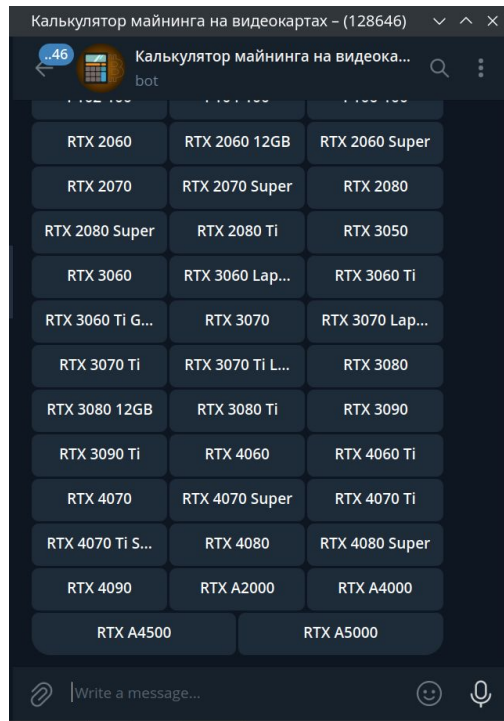 Калькулятор майнинга на видеокартах – (128646)
..46
Калькулятор майнинга на видеока...
bot
RTX 2060 RTX 2060 12GB RTX 2060 Super
RTX 2070 RTX 2070 Super RTX 2080
RTX 2080 Super RTX 2080 Ti RTX 3050
RTX 3060 RTX 3060 Lap... RTX 3060 Ti
RTX 3060 Ti G... RTX 3070 RTX 3070 Lap...
RTX 3070 Ti RTX 3070 Ti L... RTX 3080
RTX 3080 12GB RTX 3080 Ti RTX 3090
RTX 3090 Ti RTX 4060 RTX 4060 Ti
RTX 4070 RTX 4070 Super RTX 4070 Ti
RTX 4070 Ti S... RTX 4080 RTX 4080 Super
RTX 4090 RTX A2000 RTX A4000
RTX A4500 RTX A5000
Write a message...